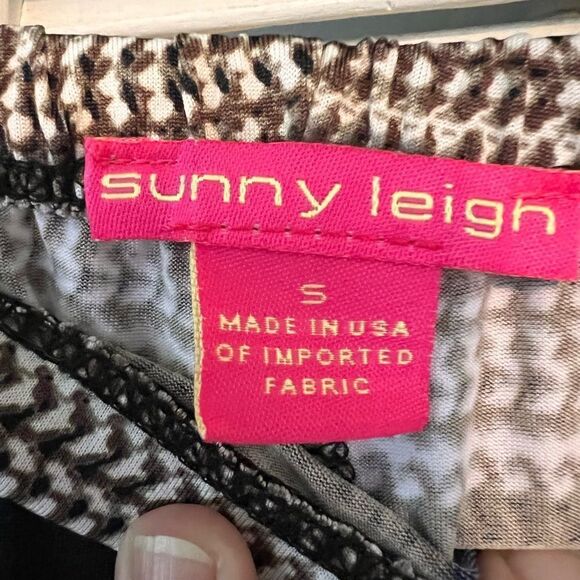 sunny leigh
S
MADE IN USA
OF IMPORTED
FABRIC